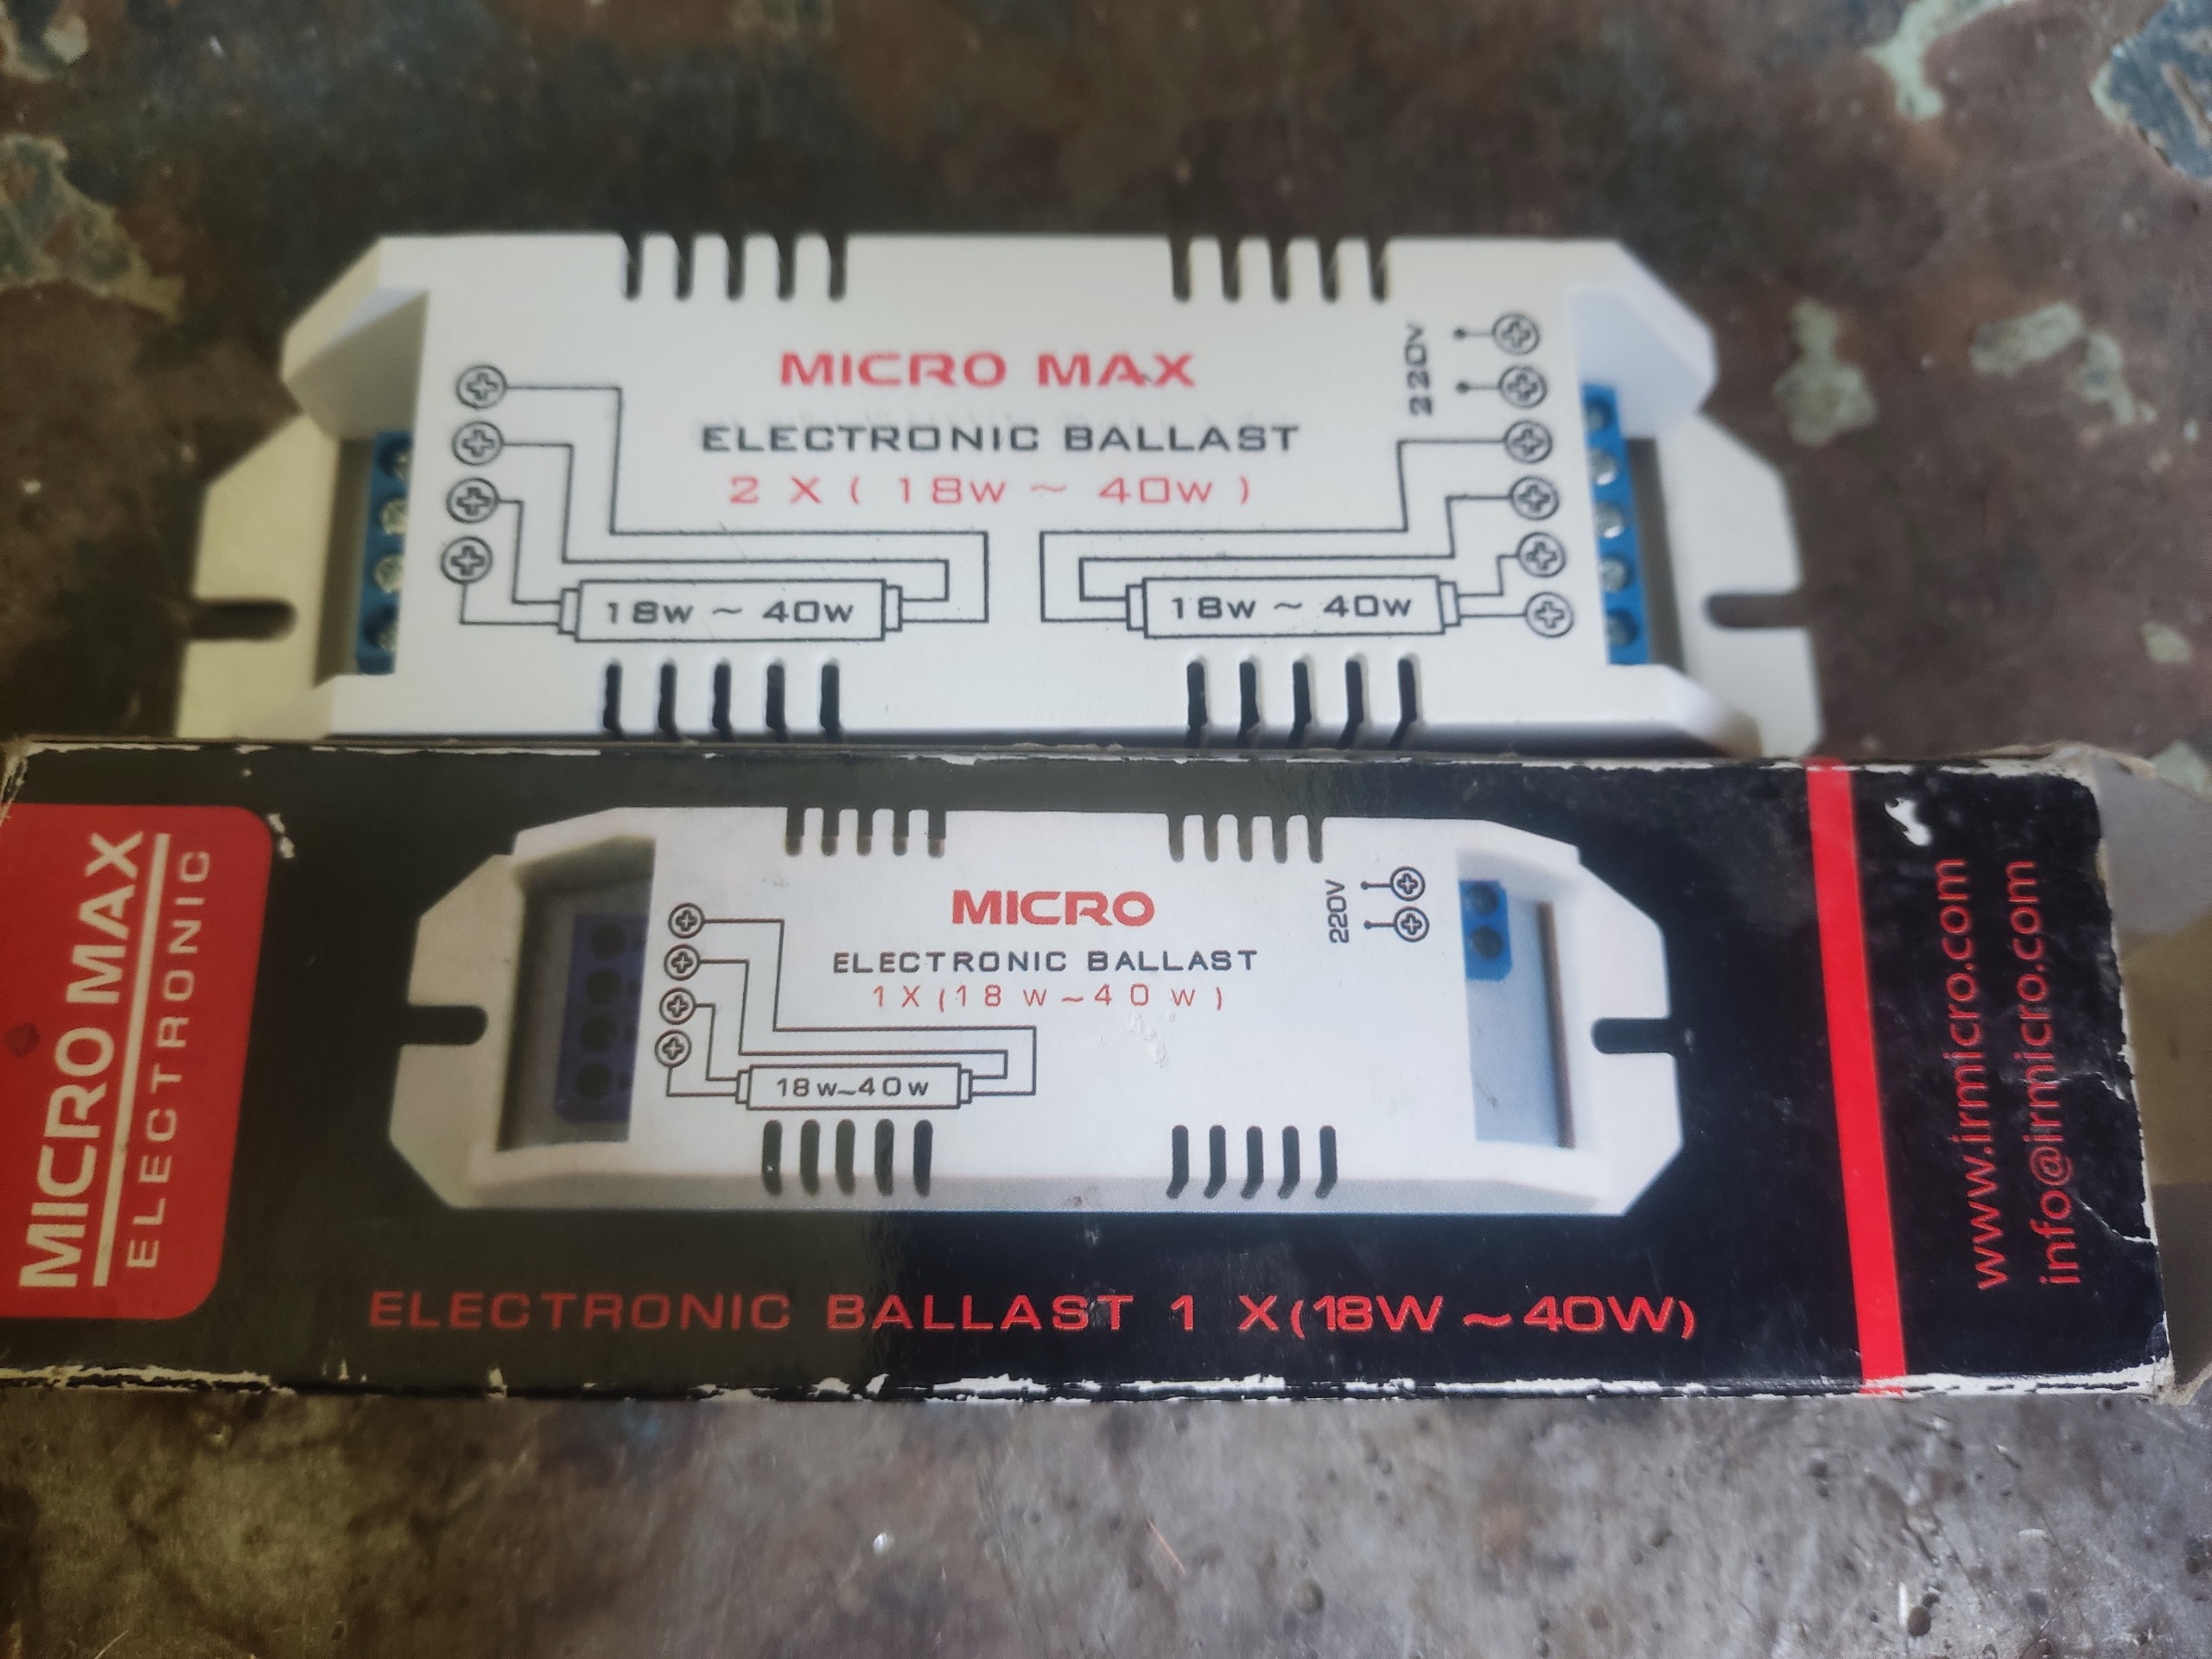 MICRO MAX
ELECTRONIC BALLAST
2 X ( 18w ~ 40w )
220v
18w ~ 40w
18w ~ 40w
MICRO MAX
ELECTRONIC
MICRO
ELECTRONIC BALLAST
1X(18 w~40 w)
220V
18w~40w
ELECTRONIC BALLAST 1 X(18W ~40W)
www.irmicro.com
info@irmicro.com